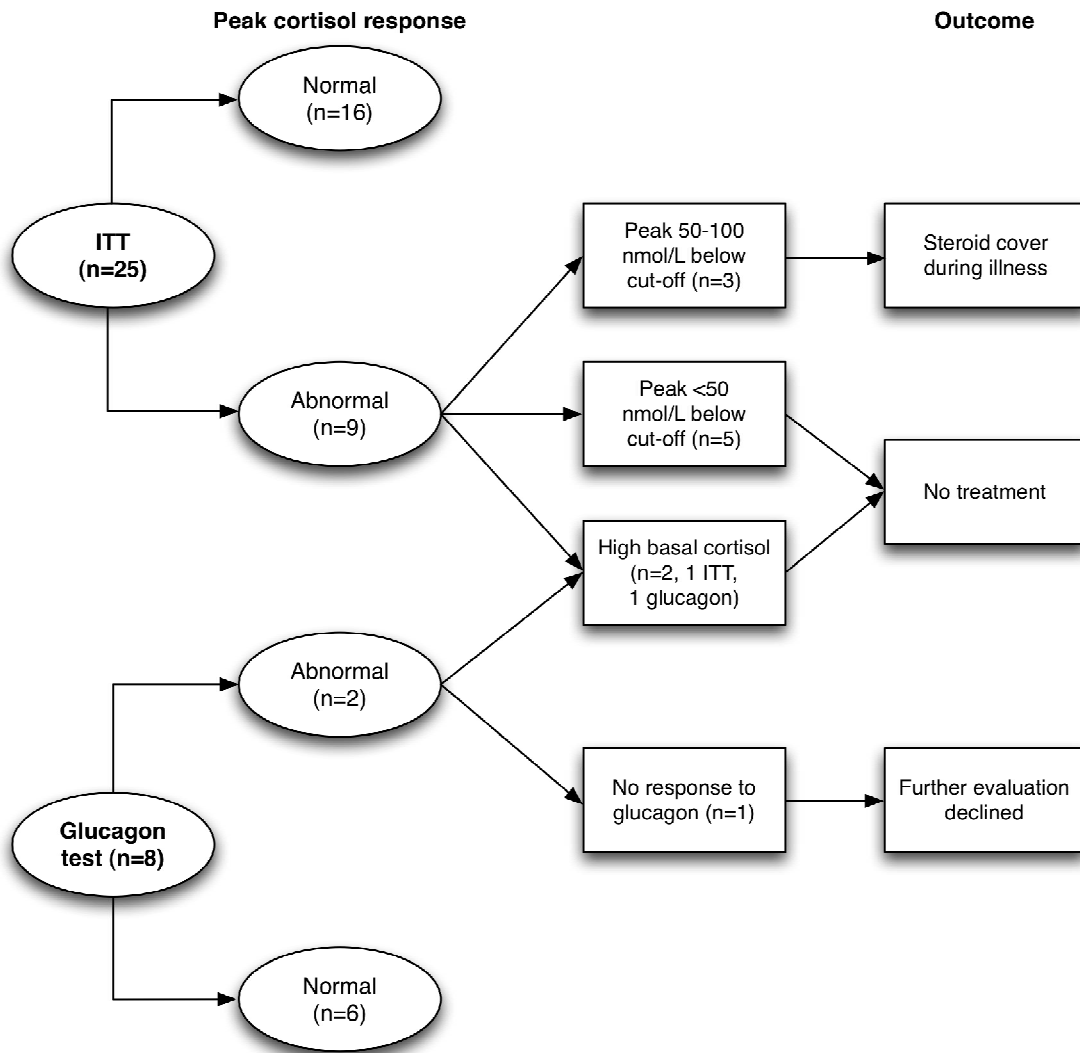 Peak cortisol response
Outcome
Normal
(n=16)
ITT
(n=25)
Abnormal
(n=9)
Peak 50-100
nmol/L below
cut-off (n=3)
Steroid cover
during illness
Peak <50
nmol/L below
cut-off (n=5)
No treatment
High basal cortisol
(n=2, 1 ITT,
1 glucagon)
Abnormal
(n=2)
No response to
glucagon (n=1)
Further evaluation
declined
Glucagon
test (n=8)
Normal
(n=6)